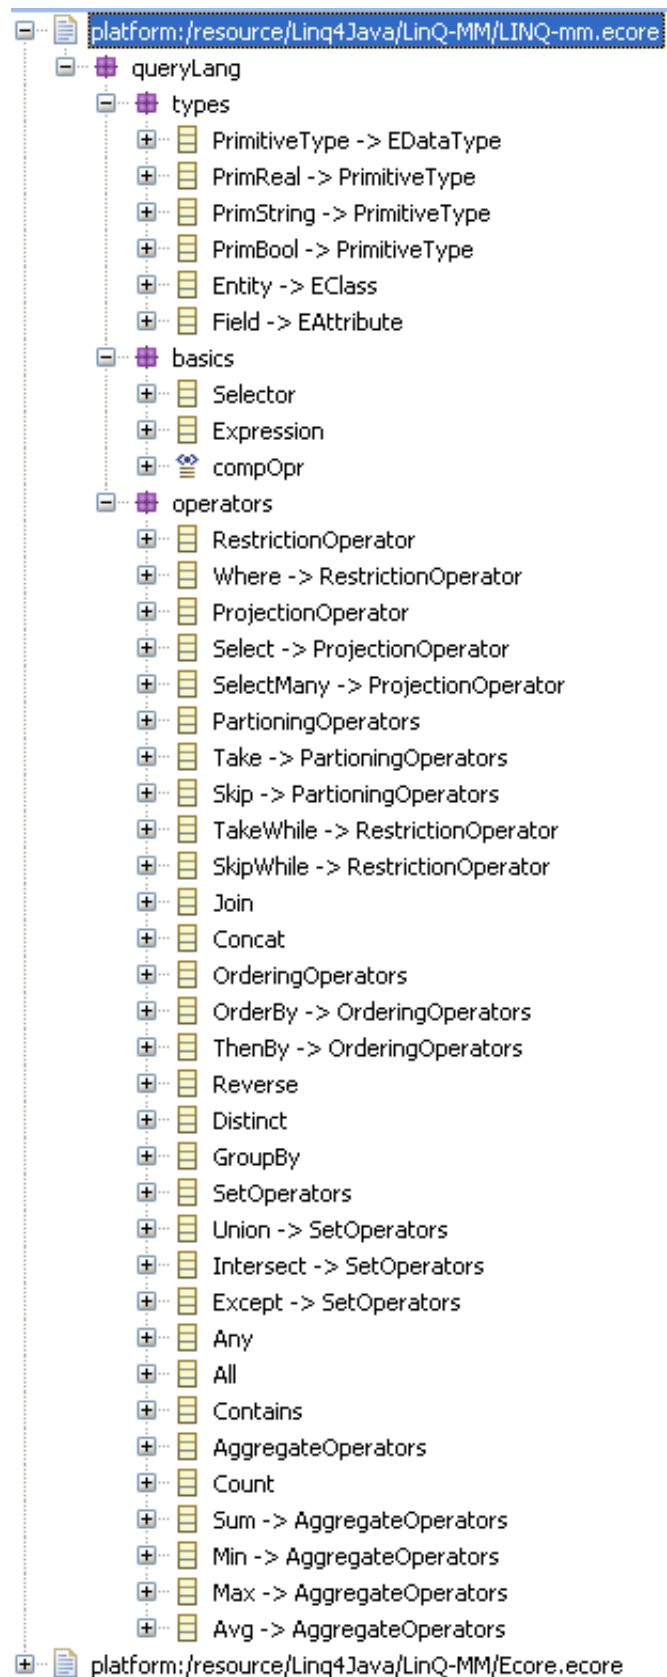 platform:/resource/Linq4Java/LinQ-MM/LINQ-mm.ecore
queryLang
types
PrimitiveType -> EDataType
PrimReal -> PrimitiveType
PrimString -> PrimitiveType
PrimBool -> PrimitiveType
Entity -> EClass
Field -> EAttribute
basics
Selector
Expression
compOpr
operators
RestrictionOperator
Where -> RestrictionOperator
ProjectionOperator
Select -> ProjectionOperator
SelectMany -> ProjectionOperator
PartioningOperators
Take -> PartioningOperators
Skip -> PartioningOperators
TakeWhile -> RestrictionOperator
SkipWhile -> RestrictionOperator
Join
Concat
OrderingOperators
OrderBy -> OrderingOperators
ThenBy -> OrderingOperators
Reverse
Distinct
GroupBy
SetOperators
Union -> SetOperators
Intersect -> SetOperators
Except -> SetOperators
Any
All
Contains
AggregateOperators
Count
Sum -> AggregateOperators
Min -> AggregateOperators
Max -> AggregateOperators
Avg -> AggregateOperators
platform:/resource/Linq4Java/LinQ-MM/Ecore.ecore